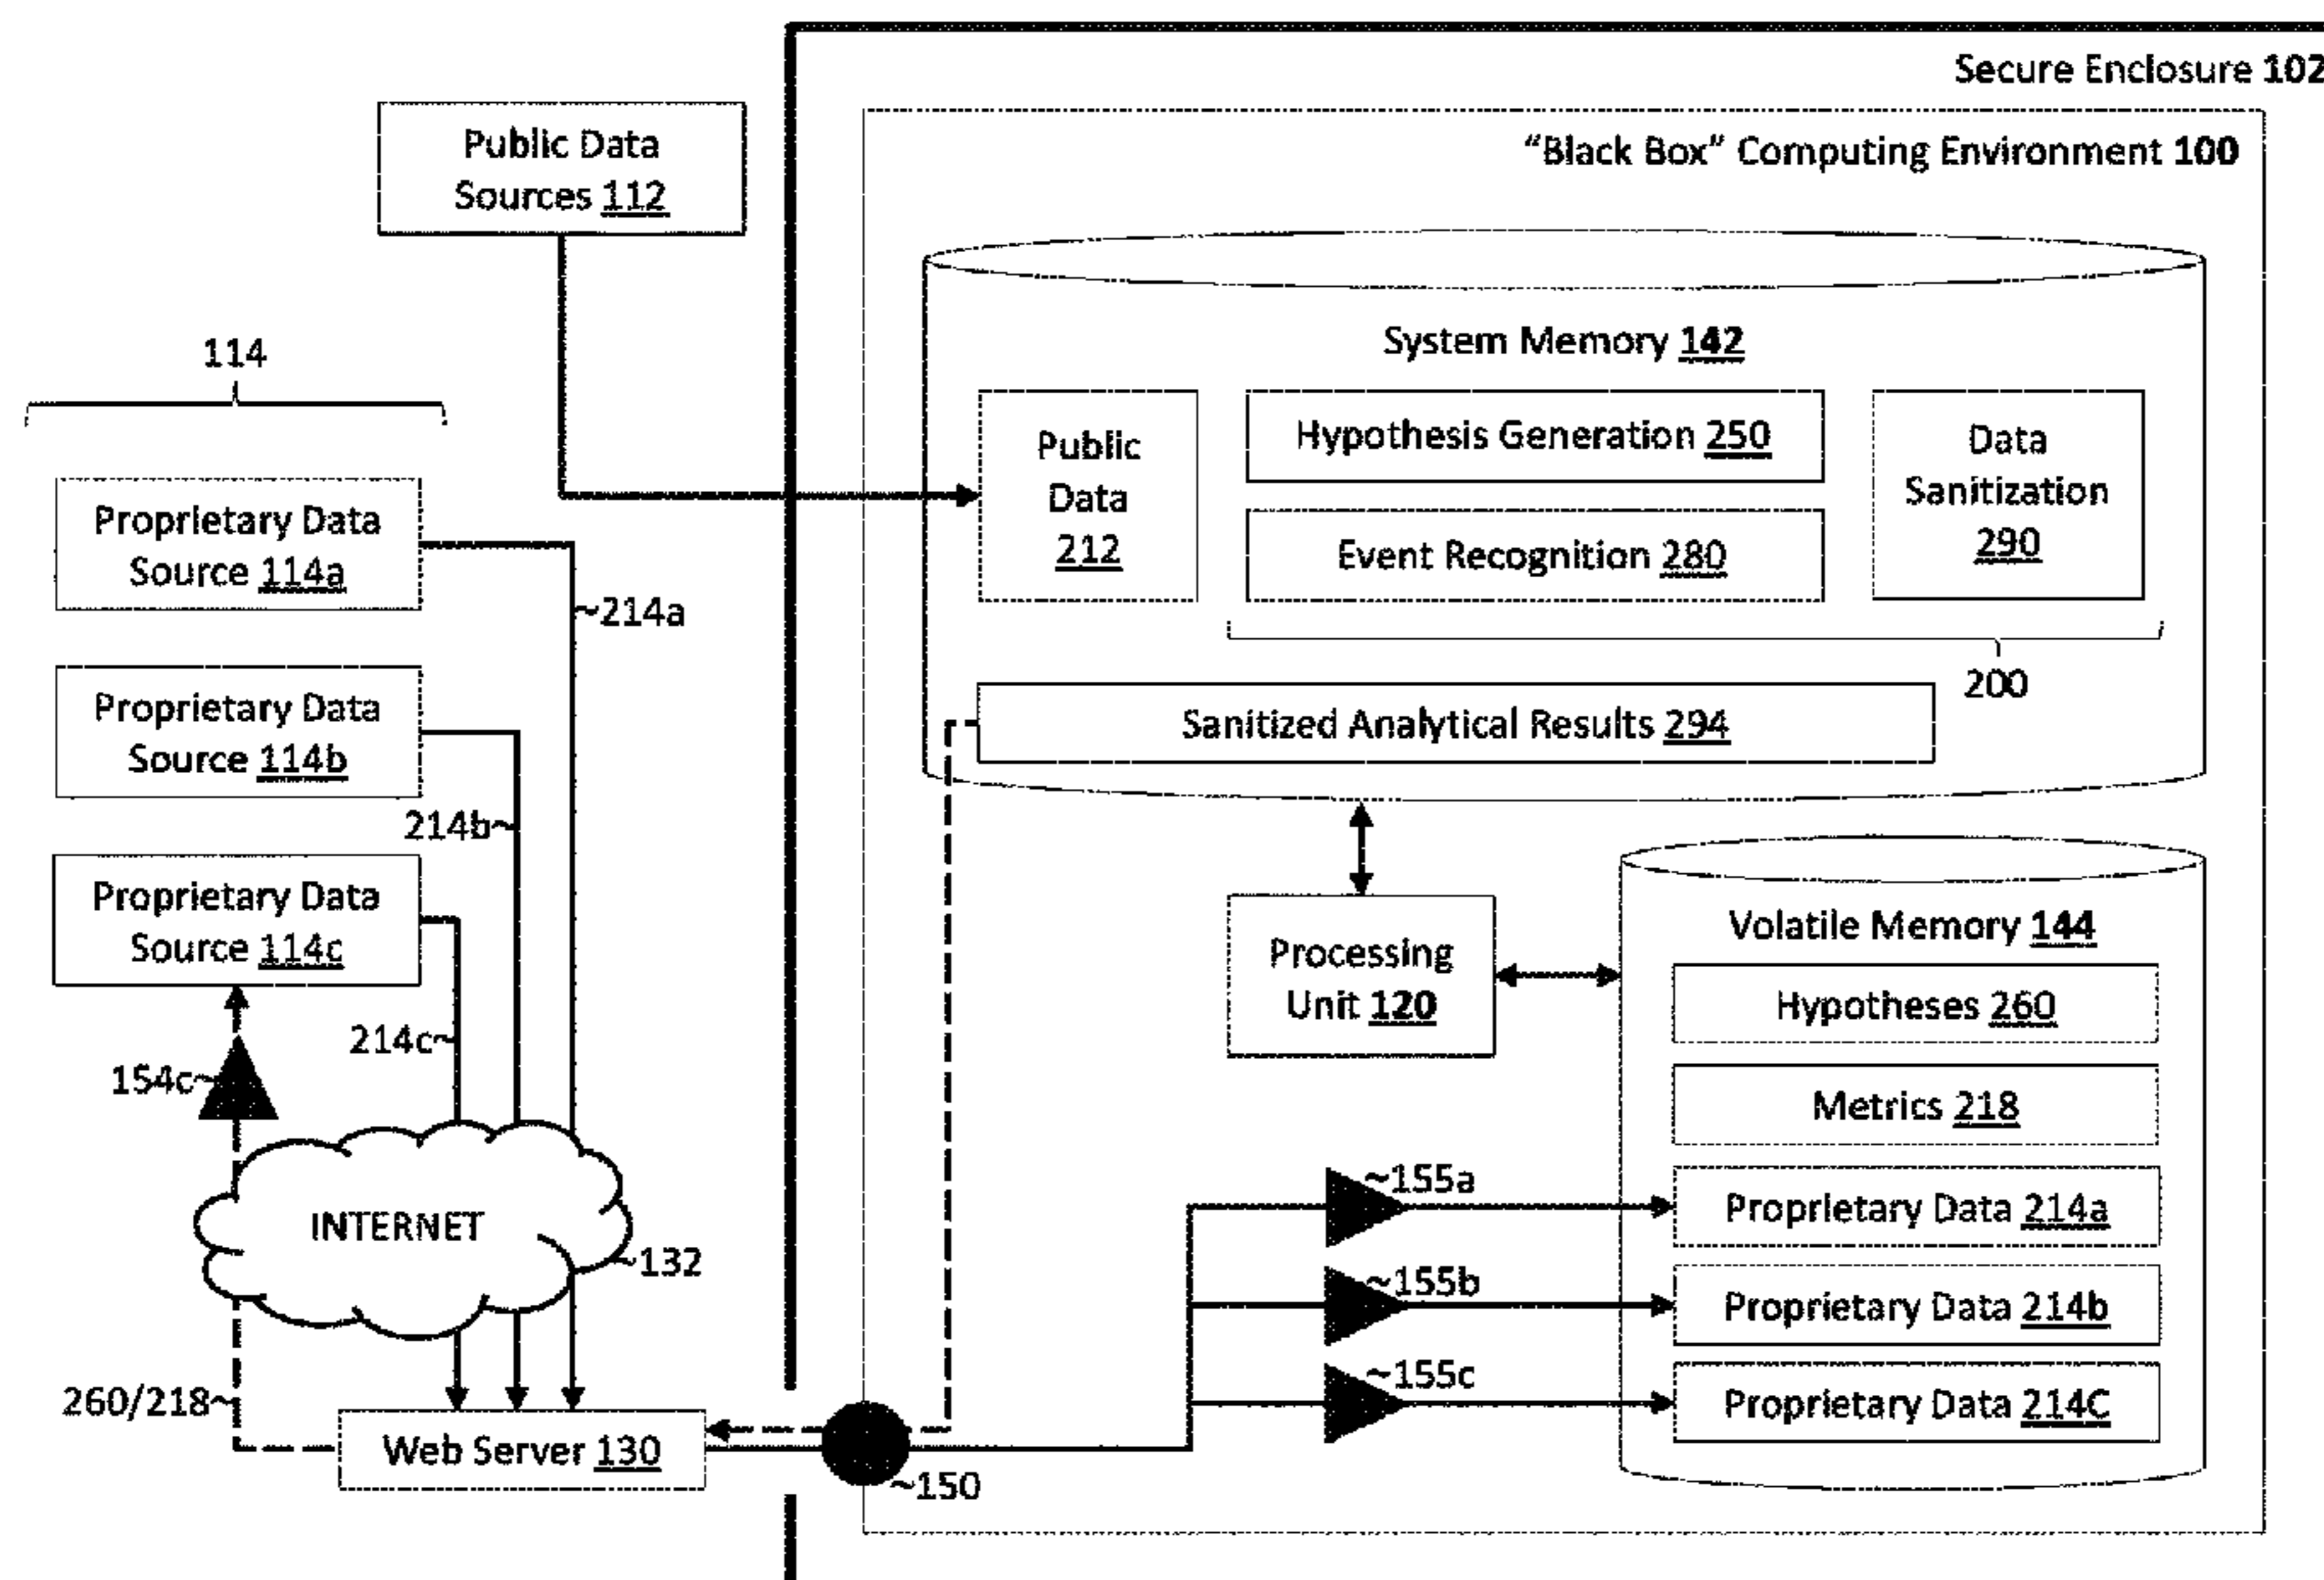 Secure Enclosure 102
"Black Box" Computing Environment 100
Public Data
Sources 112
System Memory 142
Public
Data
212
Hypothesis Generation 250
Event Recognition 280
Data
Sanitization
290
200
Sanitized Analytical Results 294
114
Proprietary Data
Source 114a
~214a
Proprietary Data
Source 114b
214b~
Proprietary Data
Source 114c
214c~
154c~
INTERNET
~132
260/218~
Web Server 130
~150
Processing
Unit 120
Volatile Memory 144
Hypotheses 260
Metrics 218
~155a
Proprietary Data 214a
~155b
Proprietary Data 214b
~155c
Proprietary Data 214C